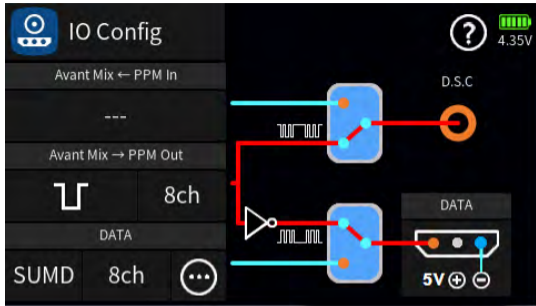 IO Config
?
4.35V
Avant Mix ← PPM In
D.S.C
---
Avant Mix → PPM Out
8ch
DATA
DATA
SUMD
8ch
5V ⊕ ⊖